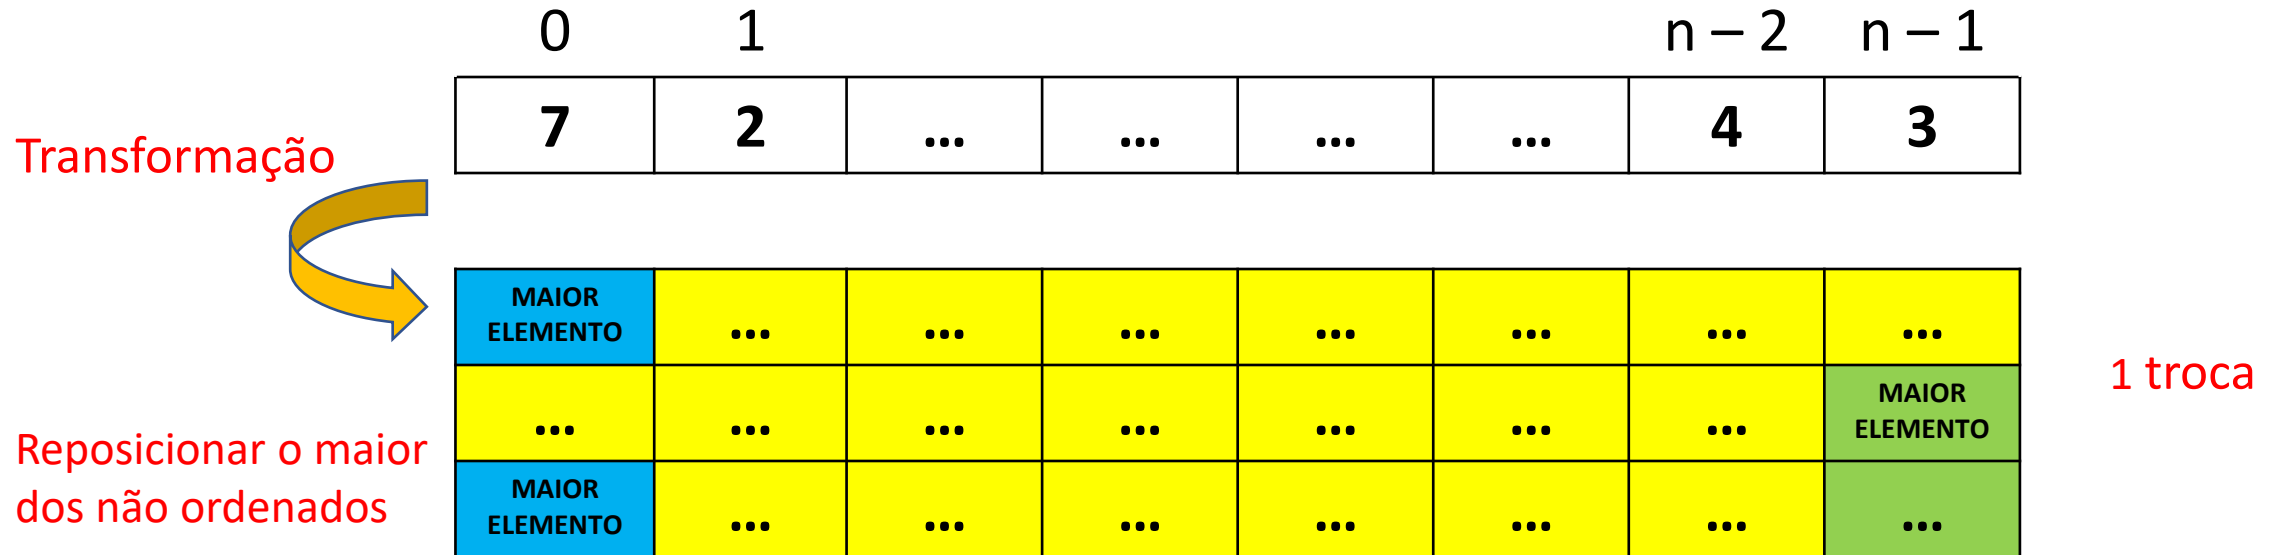 0 1 n – 2 n – 1
7 2 ... ... ... ... 4 3
Transformação
MAIOR
ELEMENTO ... ... ... ... ... ... ...
1 troca
... ... ... ... ... ... ... MAIOR
ELEMENTO
Reposicionar o maior
dos não ordenados
MAIOR
ELEMENTO ... ... ... ... ... ... ...